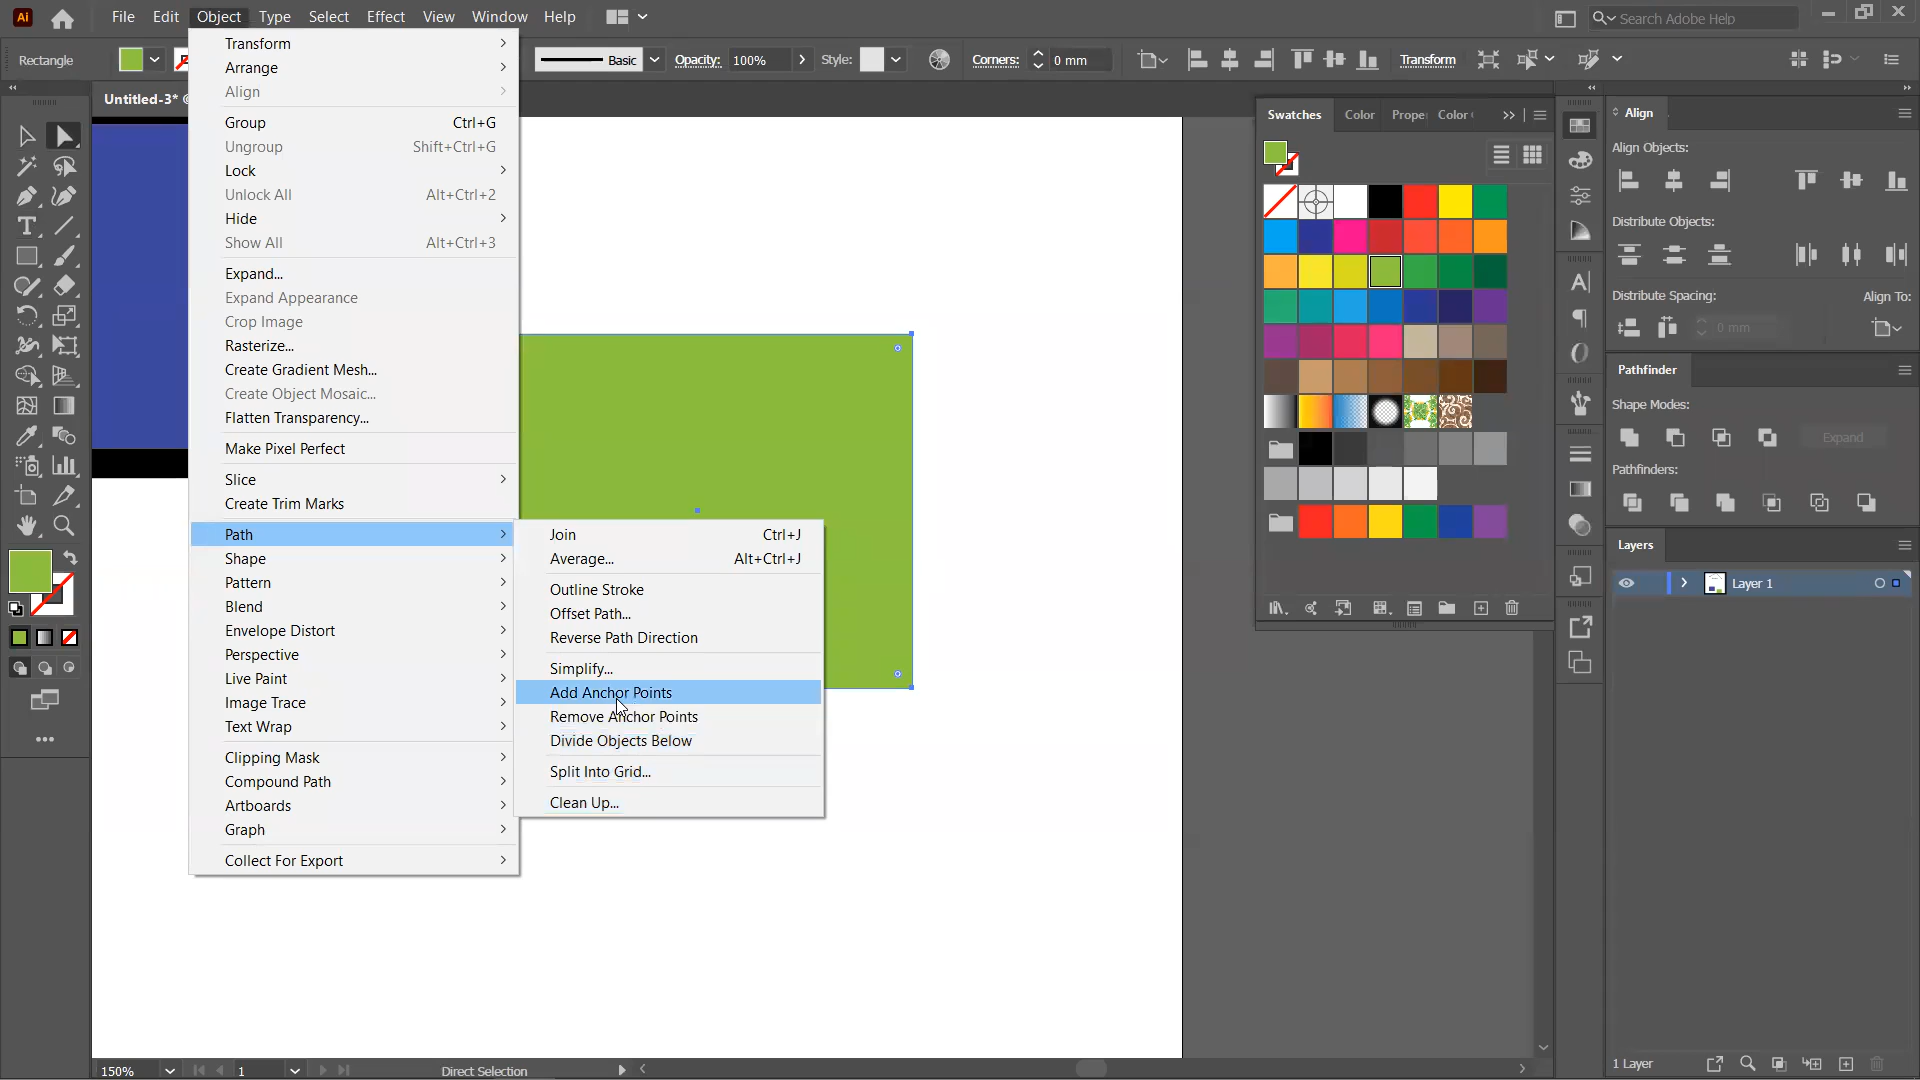 Ai File Edit Object Type Select Effect View Window Help Search Adobe Help
Rectangle Basic Opacity: 100% Style: Corners: 0 mm Transform
Untitled-3*
Transform
Arrange
Align
Group Ctrl+G
Ungroup Shift+Ctrl+G
Lock
Unlock All Alt+Ctrl+2
Hide
Show All Alt+Ctrl+3
Expand...
Expand Appearance
Crop Image
Rasterize...
Create Gradient Mesh...
Create Object Mosaic...
Flatten Transparency...
Make Pixel Perfect
Slice
Create Trim Marks
Path
Shape
Pattern
Blend
Envelope Distort
Perspective
Live Paint
Image Trace
Text Wrap
Clipping Mask
Compound Path
Artboards
Graph
Collect For Export
Join Ctrl+J
Average... Alt+Ctrl+J
Outline Stroke
Offset Path...
Reverse Path Direction
Simplify...
Add Anchor Points
Remove Anchor Points
Divide Objects Below
Split Into Grid...
Clean Up...
Swatches Color Prope Color
Align
Align Objects:
Distribute Objects:
Distribute Spacing: Align To:
0 mm
Pathfinder
Shape Modes:
Expand
Pathfinders:
Layers
Layer 1
1 Layer
150% 1 Direct Selection